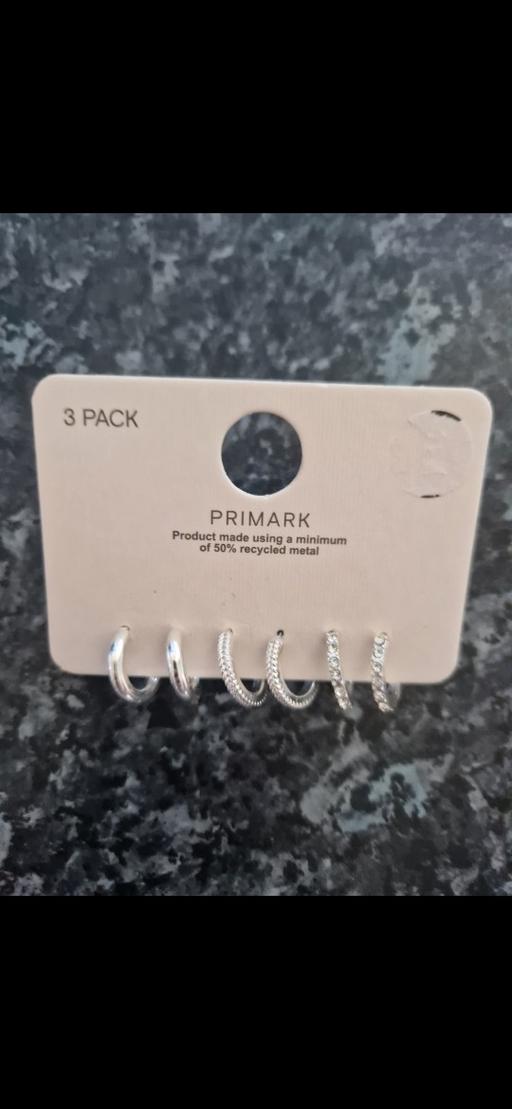 3 PACK
PRIMARK
Product made using a minimum
of 50% recycled metal